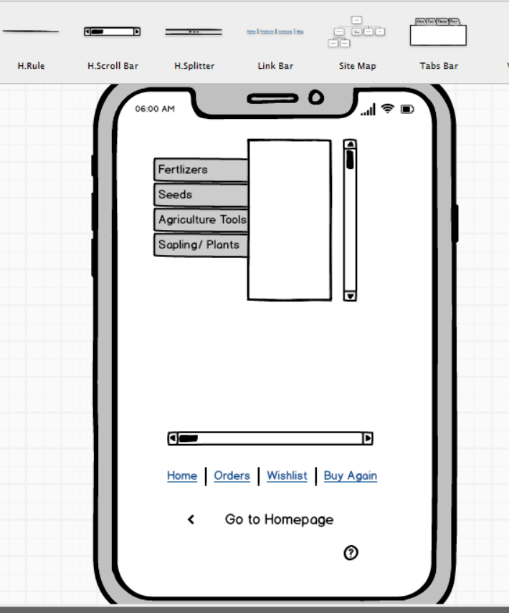 H.Rule H.Scroll Bar H.Splitter Link Bar Site Map Tabs Bar
06:00 AM
Fertlizers
Seeds
Agriculture Tools
Sapling/ Plants
Home Orders Wishlist Buy Again
< Go to Homepage
?